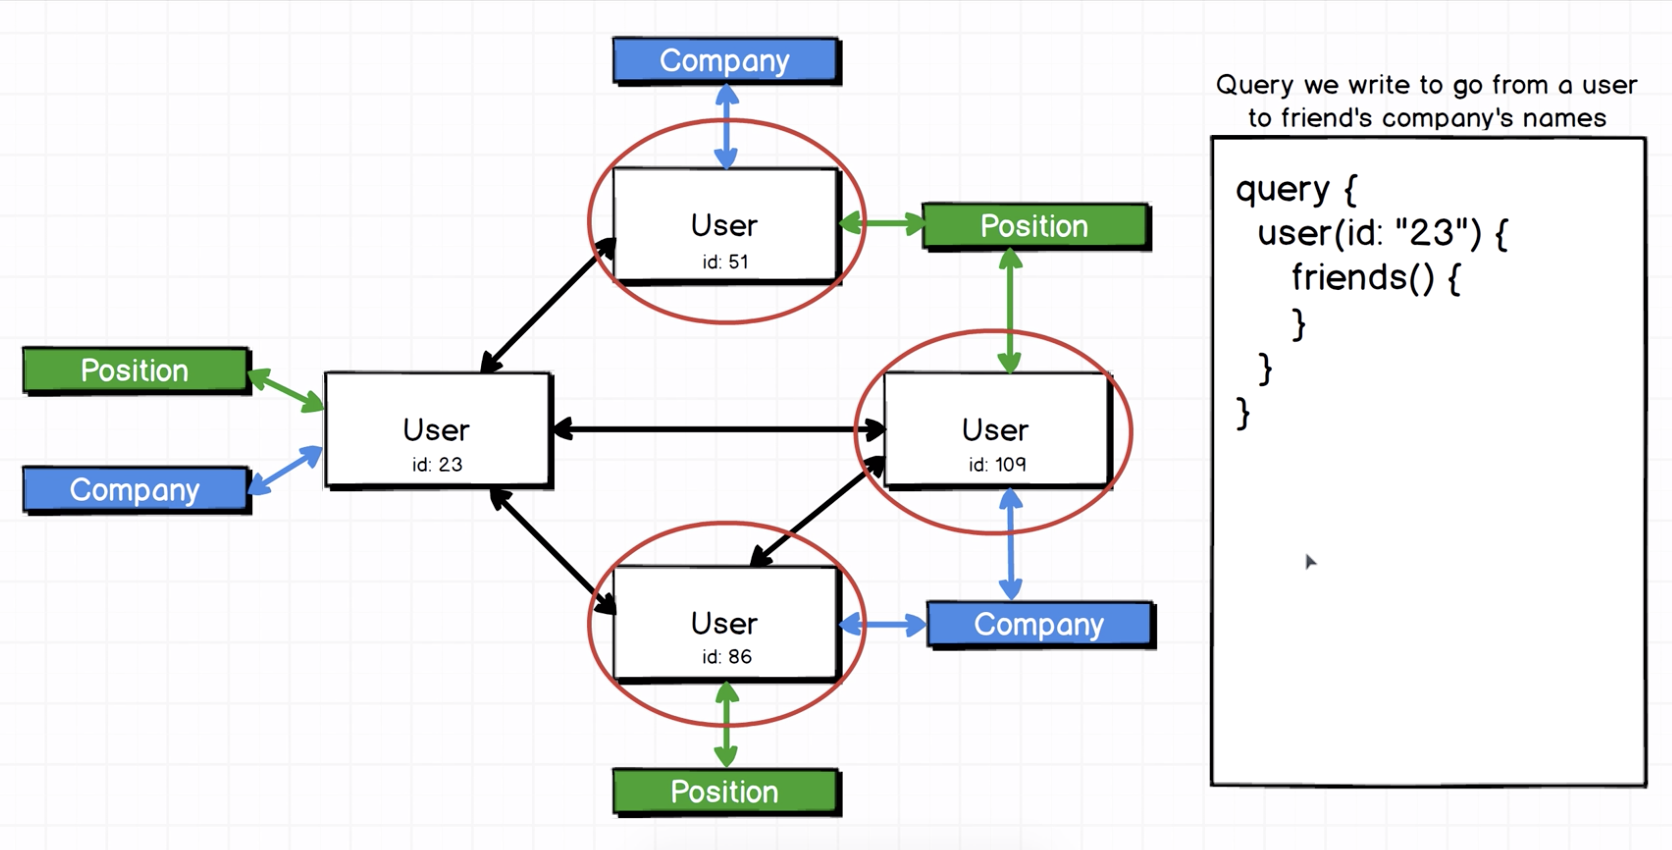 Company
User
id: 51
Position
Position
Company
User
id: 23
User
id: 109
User
id: 86
Company
Position
Query we write to go from a user
to friend's company's names
query {
user(id: "23") {
friends() {
}
}
}